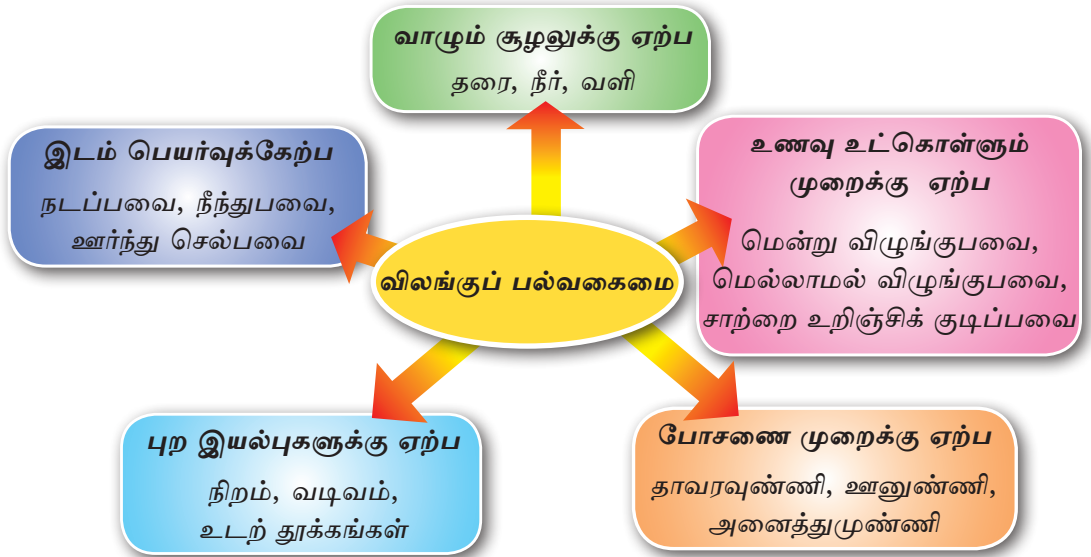 வாழும் சூழலுக்கு ஏற்ப
தரை, நீர், வளி
இடம் பெயர்வுக்கேற்ப
நடப்பவை, நீந்துபவை,
ஊர்ந்து செல்பவை
உணவு உட்கொள்ளும்
முறைக்கு ஏற்ப
மென்று விழுங்குபவை,
மெல்லாமல் விழுங்குபவை,
சாற்றை உறிஞ்சிக் குடிப்பவை
விலங்குப் பல்வகைமை
புற இயல்புகளுக்கு ஏற்ப
நிறம், வடிவம்,
உடற் தூக்கங்கள்
போசணை முறைக்கு ஏற்ப
தாவரவுண்ணி, ஊனுண்ணி,
அனைத்துமுண்ணி